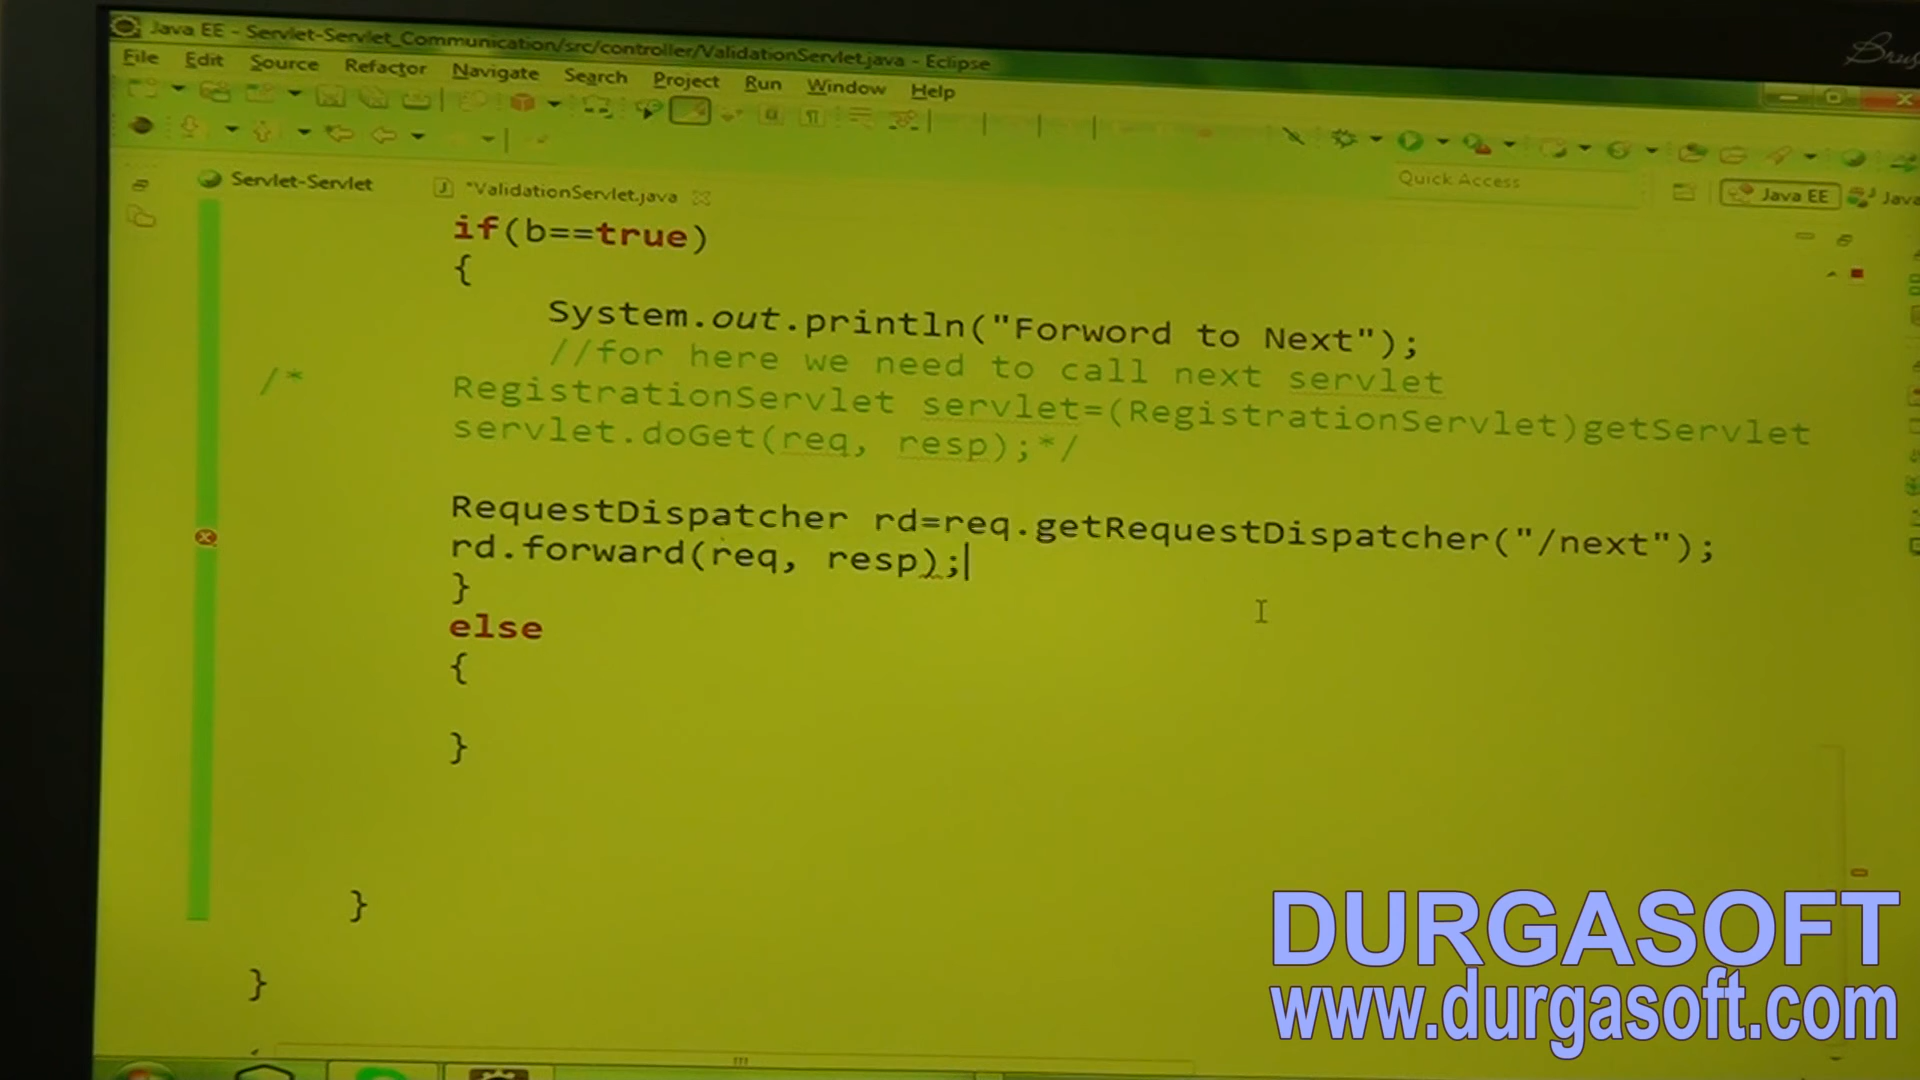 Java EE - Servlet-Servlet_Communication/src/controller/ValidationServlet.java - Eclipse
File Edit Source Refactor Navigate Search Project Run Window Help
Quick Access
Java EE
Java
Servlet-Servlet
*ValidationServlet.java
if(b==true)
{
System.out.println("Forword to Next");
//for here we need to call next servlet
/* RegistrationServlet servlet=(RegistrationServlet)getServlet
servlet.doGet(req, resp);*/
RequestDispatcher rd=req.getRequestDispatcher("/next");
rd.forward(req, resp);
}
else
{
}
}
}
DURGASOFT
www.durgasoft.com